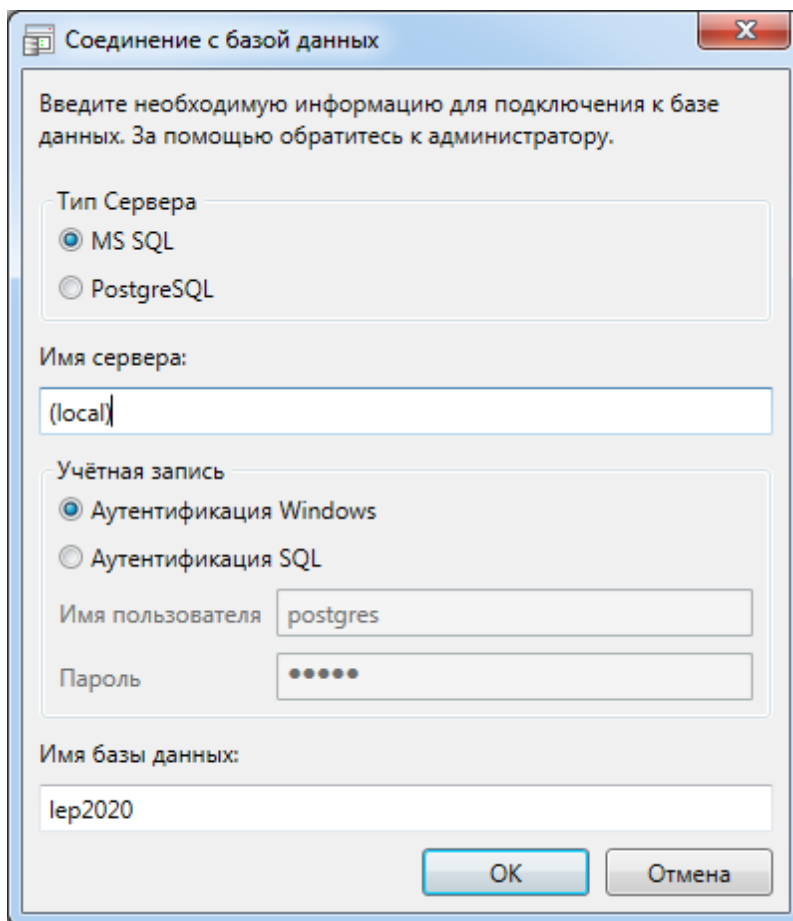 Соединение с базой данных
Введите необходимую информацию для подключения к базе
данных. За помощью обратитесь к администратору.
Тип Сервера
MS SQL
PostgreSQL
Имя сервера:
(local)
Учётная запись
Аутентификация Windows
Аутентификация SQL
Имя пользователя postgres
Пароль •••••
Имя базы данных:
lep2020
OK Отмена